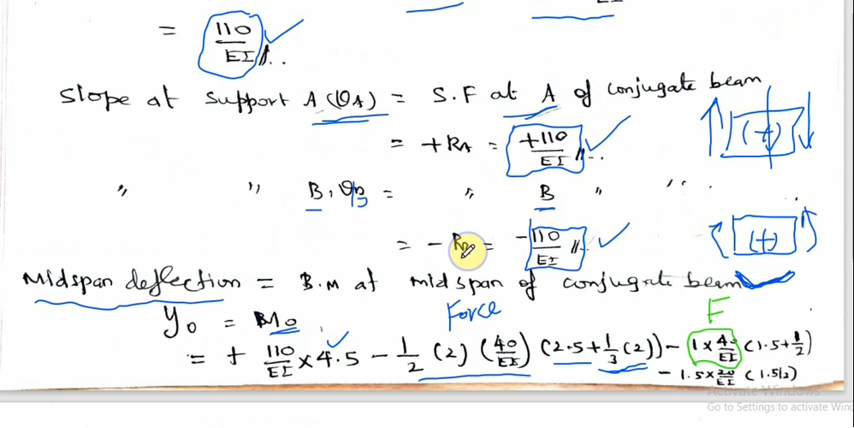 = 110/EI //..
Slope at Support A (θA) = S.F at A of conjugate beam
= +RA = +110/EI //..
" " B, θB = " B " "
(+)
= - RB = -110/EI //.
(+)
Midspan deflection = B.M at midspan of conjugate beam
Force F
y0 = M0
= + 110/EI × 4.5 - 1/2 (2) (40/EI) (2.5 + 1/3 (2)) - 1 × 40/EI (1.5 + 1/2)
- 1.5 × 20/EI (1.5/2)
Activate Windows
Go to Settings to activate Wind